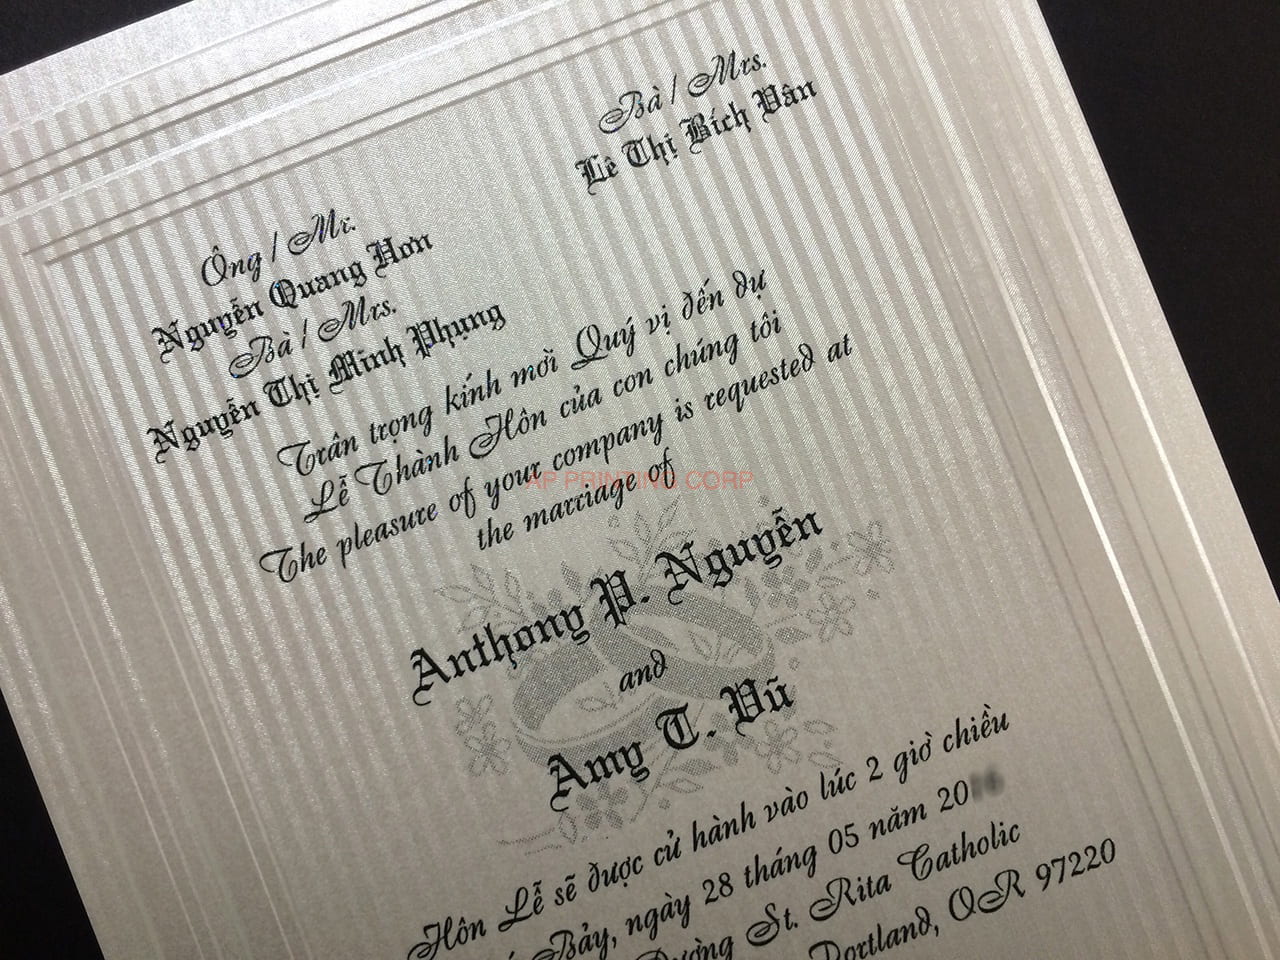 Ông / Mr.
Nguyễn Quang Hơn
Bà / Mrs.
Nguyễn Thị Minh Phụng
Bà / Mrs.
Lê Thị Bích Vân
Trân trọng kính mời Quý vị đến dự
Lễ Thành Hôn của con chúng tôi
The pleasure of your company is requested at
the marriage of
AP PRINTING CORP
Anthony P. Nguyễn
and
Amy T. Vũ
Hôn Lễ sẽ được cử hành vào lúc 2 giờ chiều
Bảy, ngày 28 tháng 05 năm 20
Đường St. Rita Catholic
Portland, OR 97220